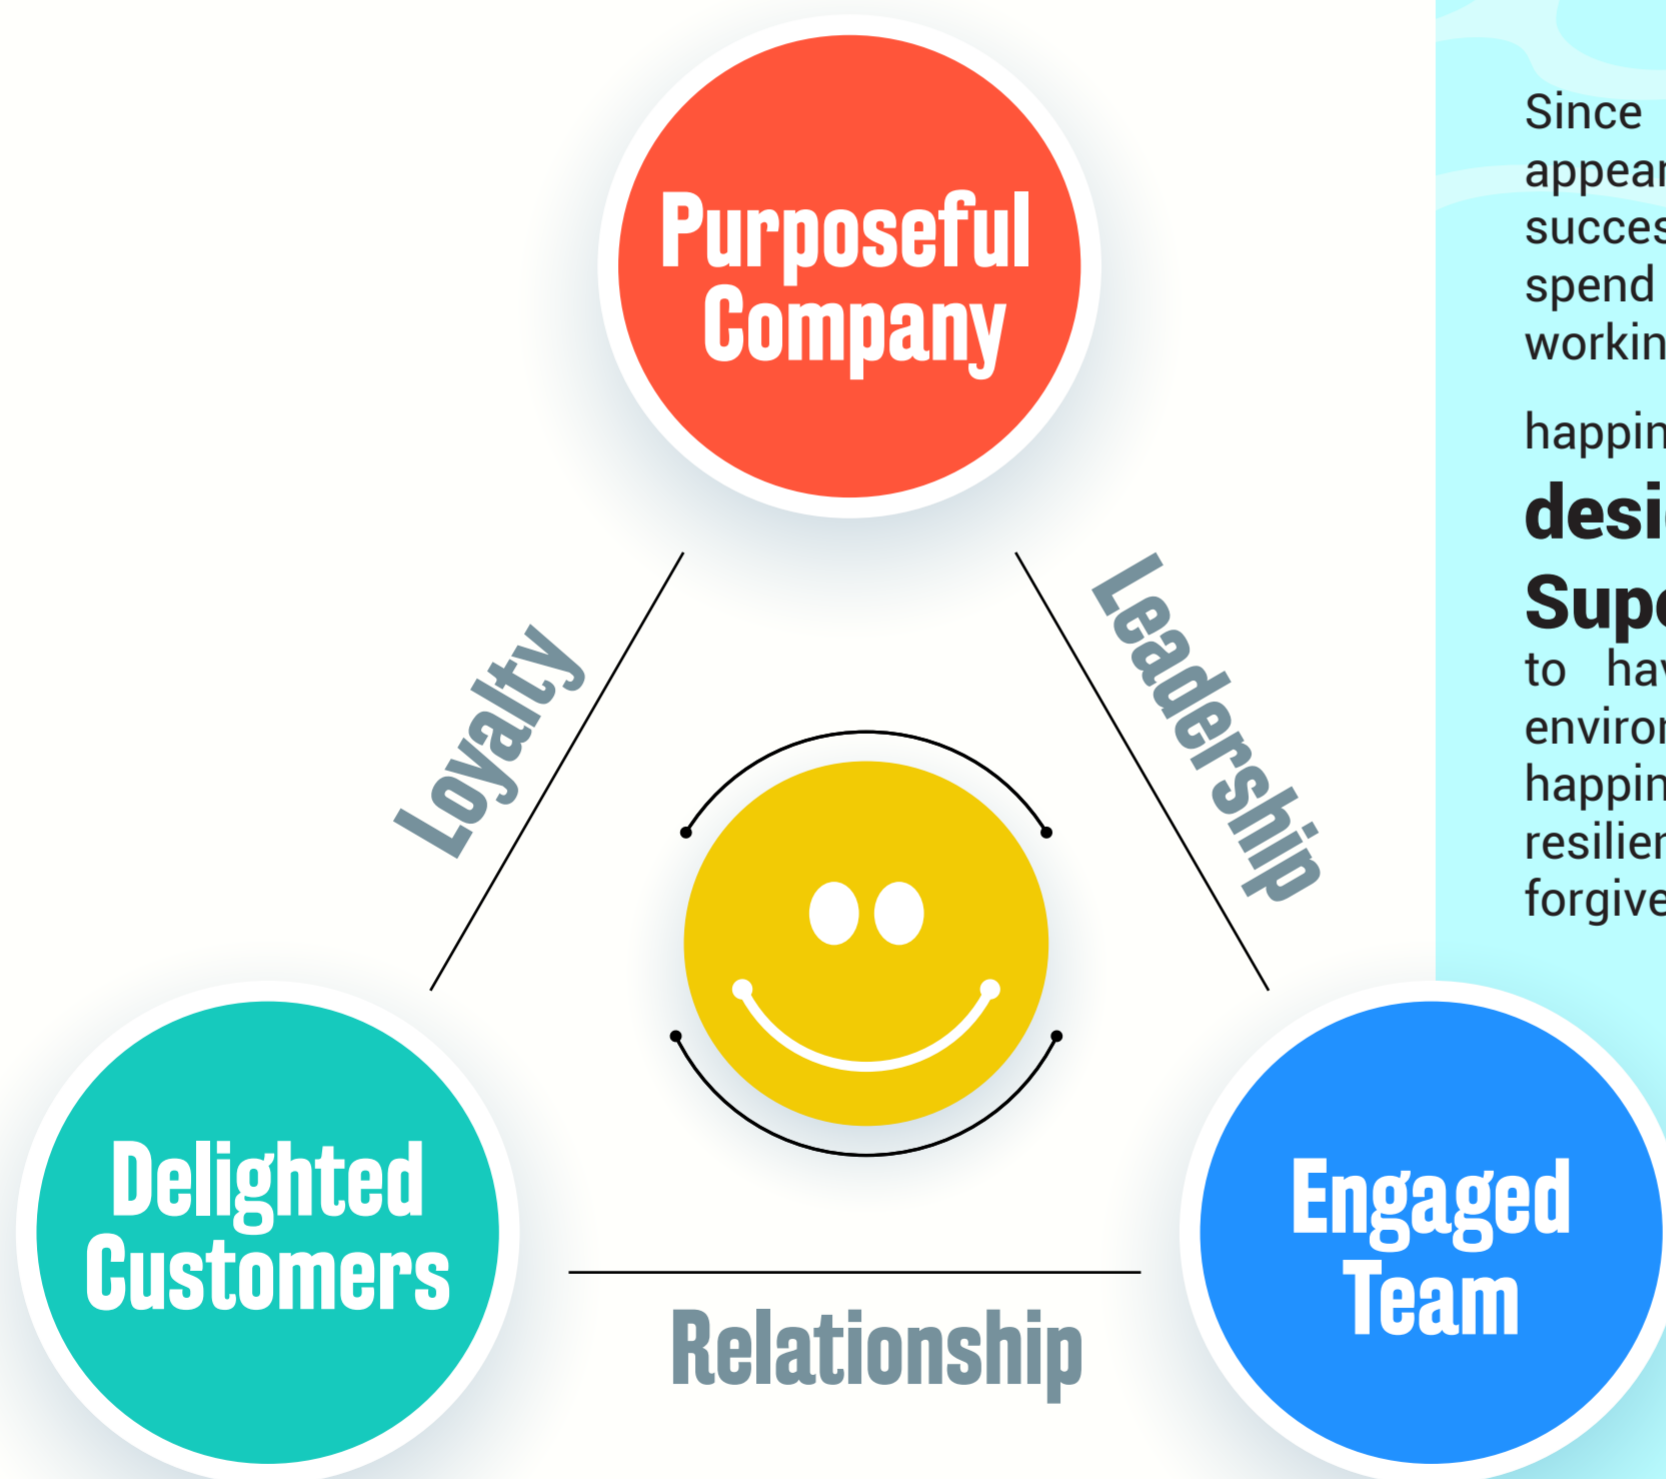 Purposeful
Company
Loyalty
Leadership
Delighted
Customers
Engaged
Team
Relationship
Since
spend
to